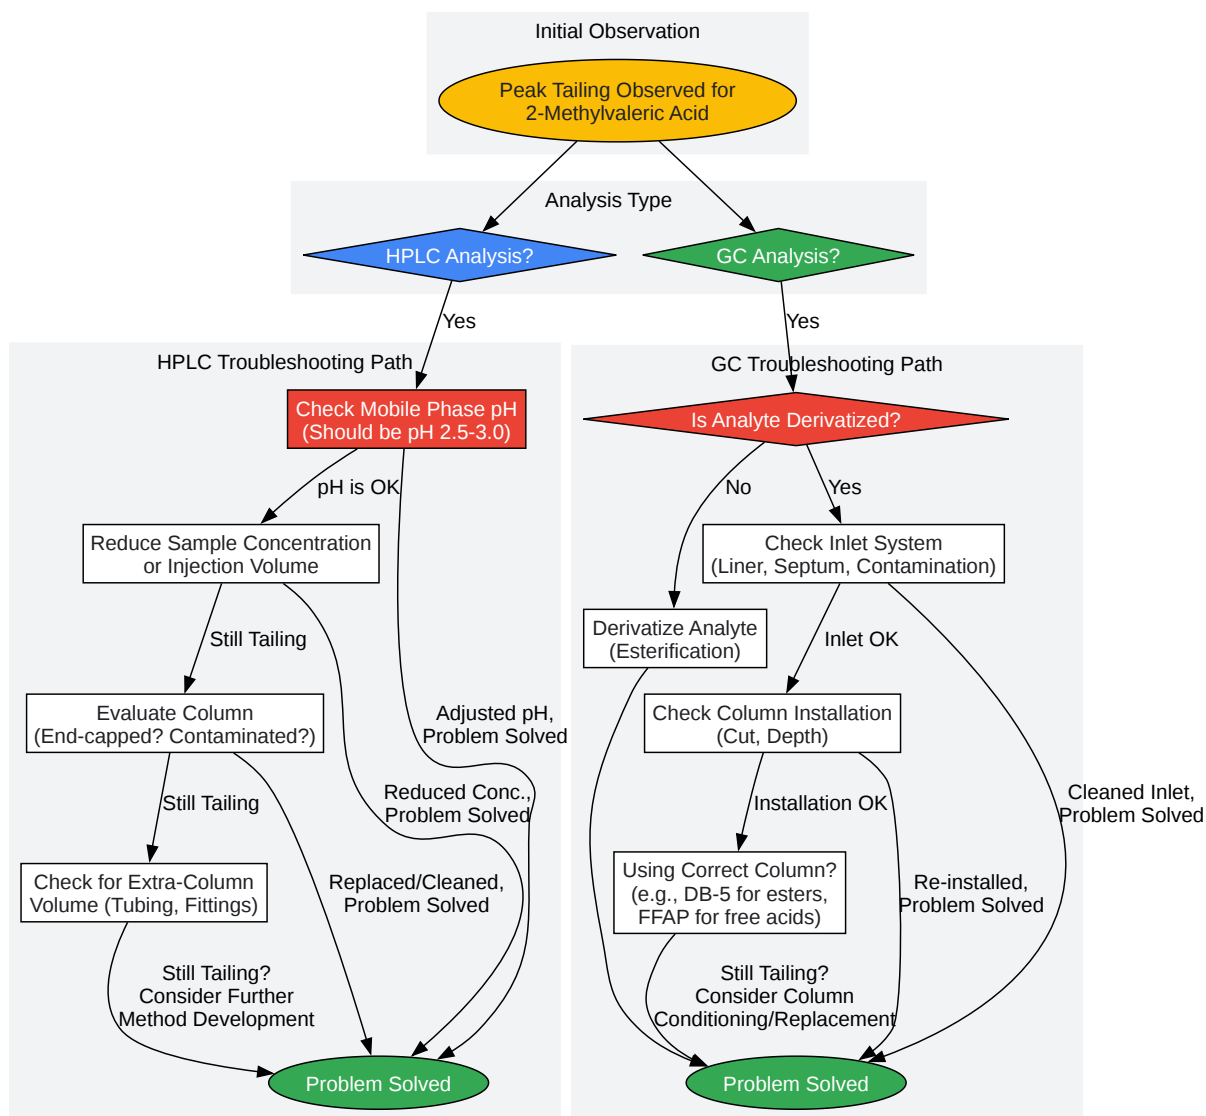 Initial Observation
Peak Tailing Observed for
2-Methylvaleric Acid
Analysis Type
HPLC Analysis?
GC Analysis?
Yes
Yes
HPLC Troubleshooting Path
GC Troubleshooting Path
Check Mobile Phase pH
(Should be pH 2.5-3.0)
Is Analyte Derivatized?
pH is OK
No
Yes
Reduce Sample Concentration
or Injection Volume
Check Inlet System
(Liner, Septum, Contamination)
Still Tailing
Derivatize Analyte
(Esterification)
Inlet OK
Evaluate Column
(End-capped? Contaminated?)
Adjusted pH,
Problem Solved
Check Column Installation
(Cut, Depth)
Still Tailing
Reduced Conc.,
Problem Solved
Installation OK
Cleaned Inlet,
Problem Solved
Check for Extra-Column
Volume (Tubing, Fittings)
Replaced/Cleaned,
Problem Solved
Using Correct Column?
(e.g., DB-5 for esters,
FFAP for free acids)
Re-installed,
Problem Solved
Still Tailing?
Consider Further
Method Development
Still Tailing?
Consider Column
Conditioning/Replacement
Problem Solved
Problem Solved